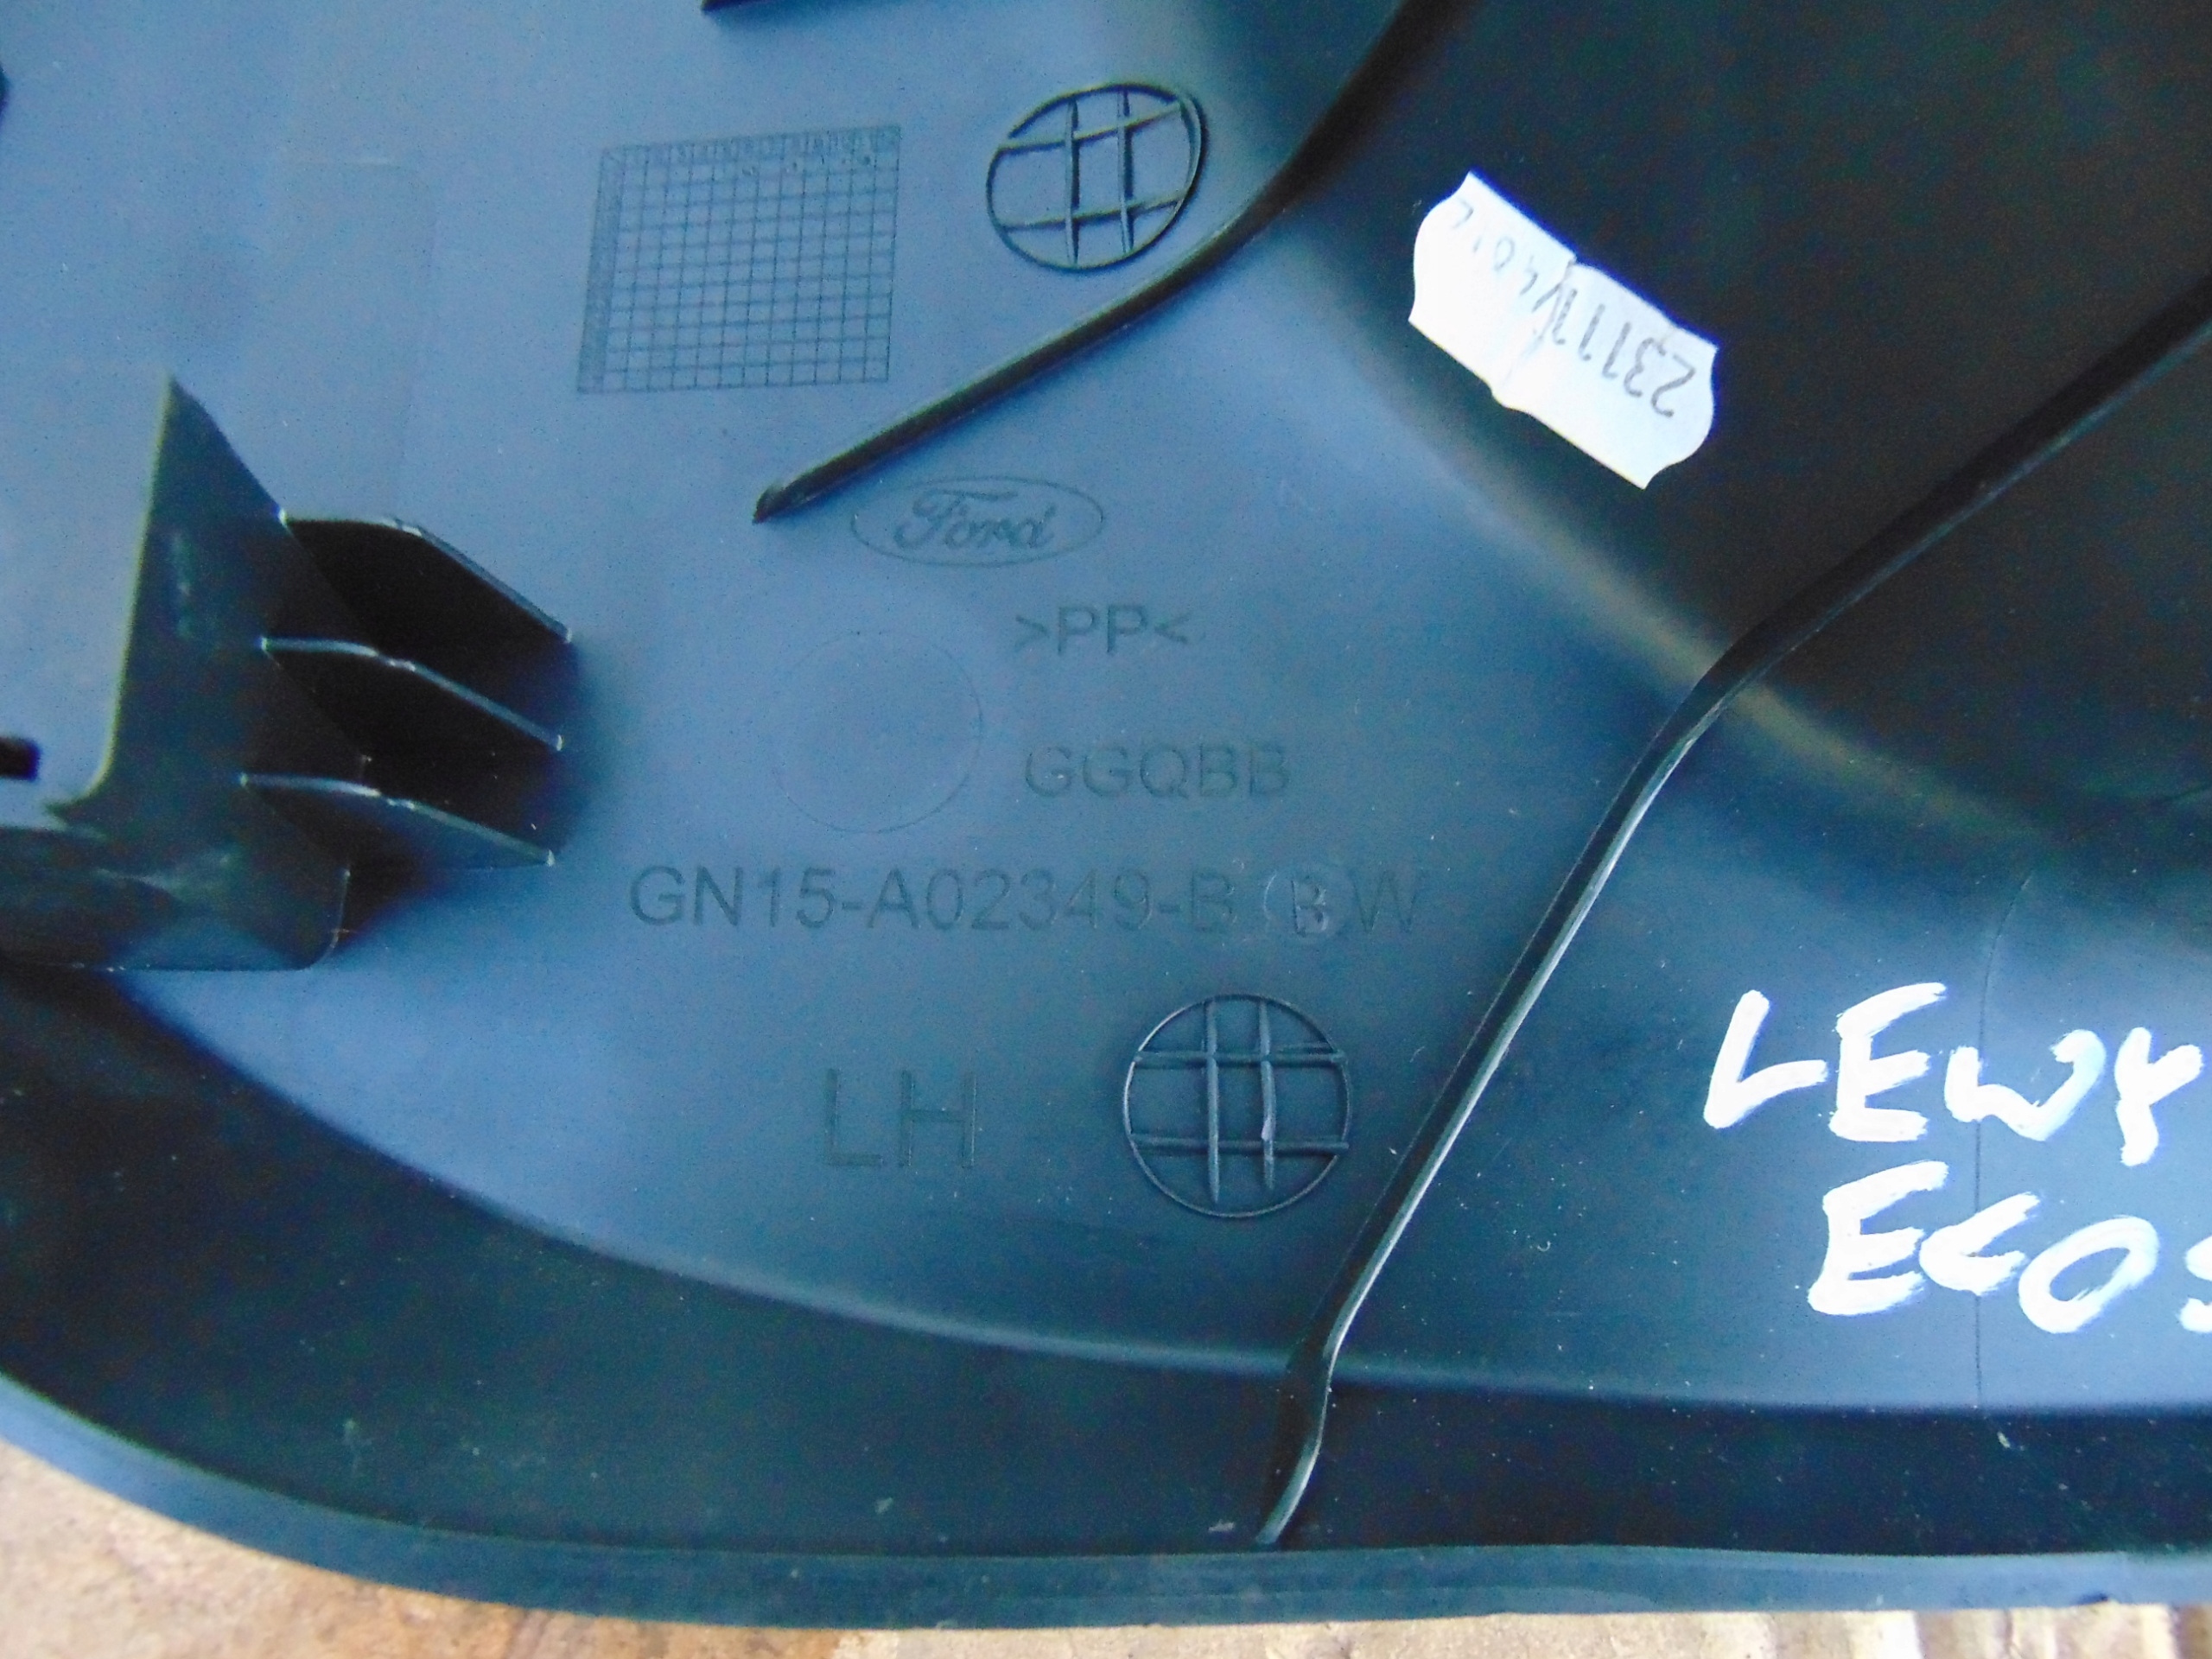 Ford
>PP<
GGQBB
GN15-A02349-B B W
LH
LEWY
ECOS